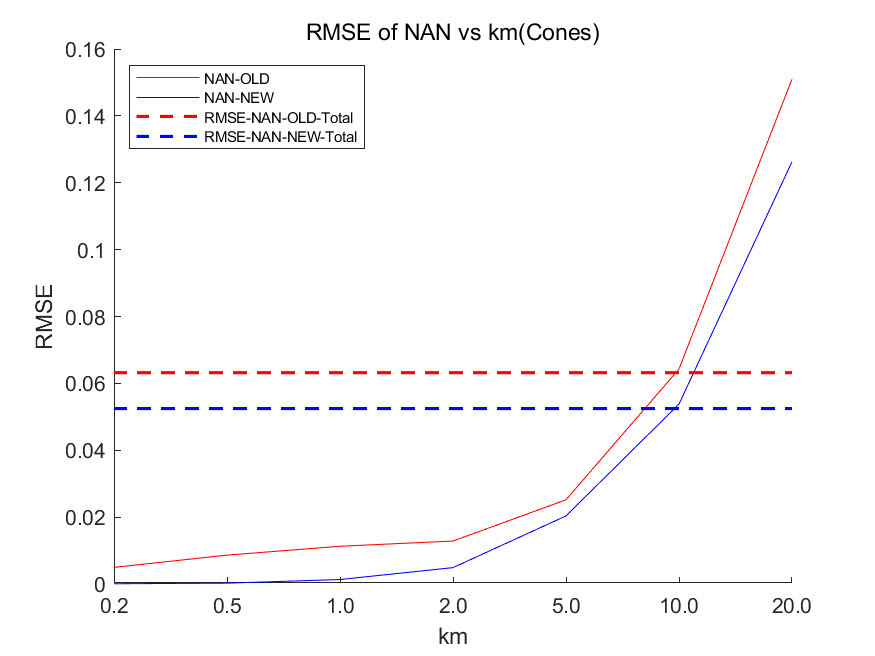 RMSE of NAN vs km(Cones)
0.16
NAN-OLD
NAN-NEW
RMSE-NAN-OLD-Total
RMSE-NAN-NEW-Total
0.14
0.12
0.1
0.08
0.06
0.04
0.02
0
RMSE
0.2 0.5 1.0 2.0 5.0 10.0 20.0
km